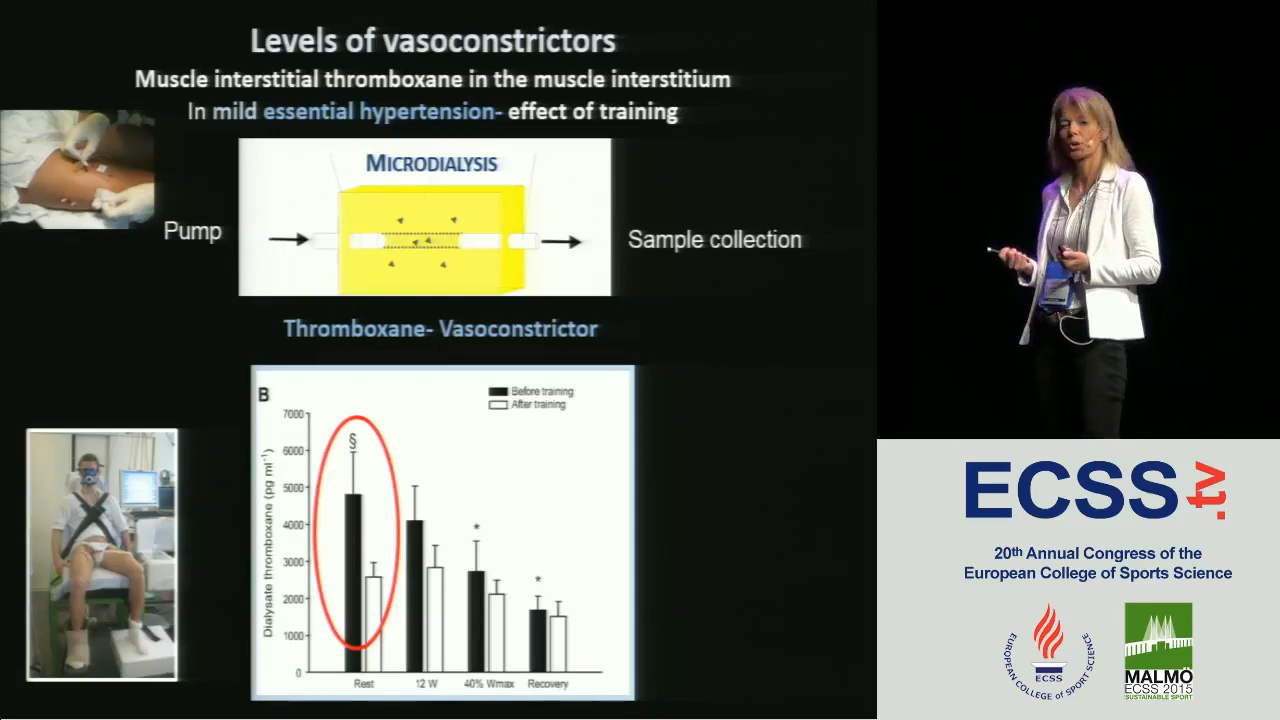 Levels of vasoconstrictors
Muscle interstitial thromboxane in the muscle interstitium
In mild essential hypertension- effect of training
MICRODIALYSIS
Pump
Sample collection
Thromboxane- Vasoconstrictor
B
Before training
After training
Dialysate thromboxane (pg ml⁻¹)
7000
6000
5000
4000
3000
2000
1000
0
§
*
*
Rest
12 W
40% Wmax
Recovery
ECSS.tv
20th Annual Congress of the
European College of Sports Science
EUROPEAN COLLEGE OF SPORT SCIENCE
ECSS
MALMÖ
ECSS 2015
SUSTAINABLE SPORT